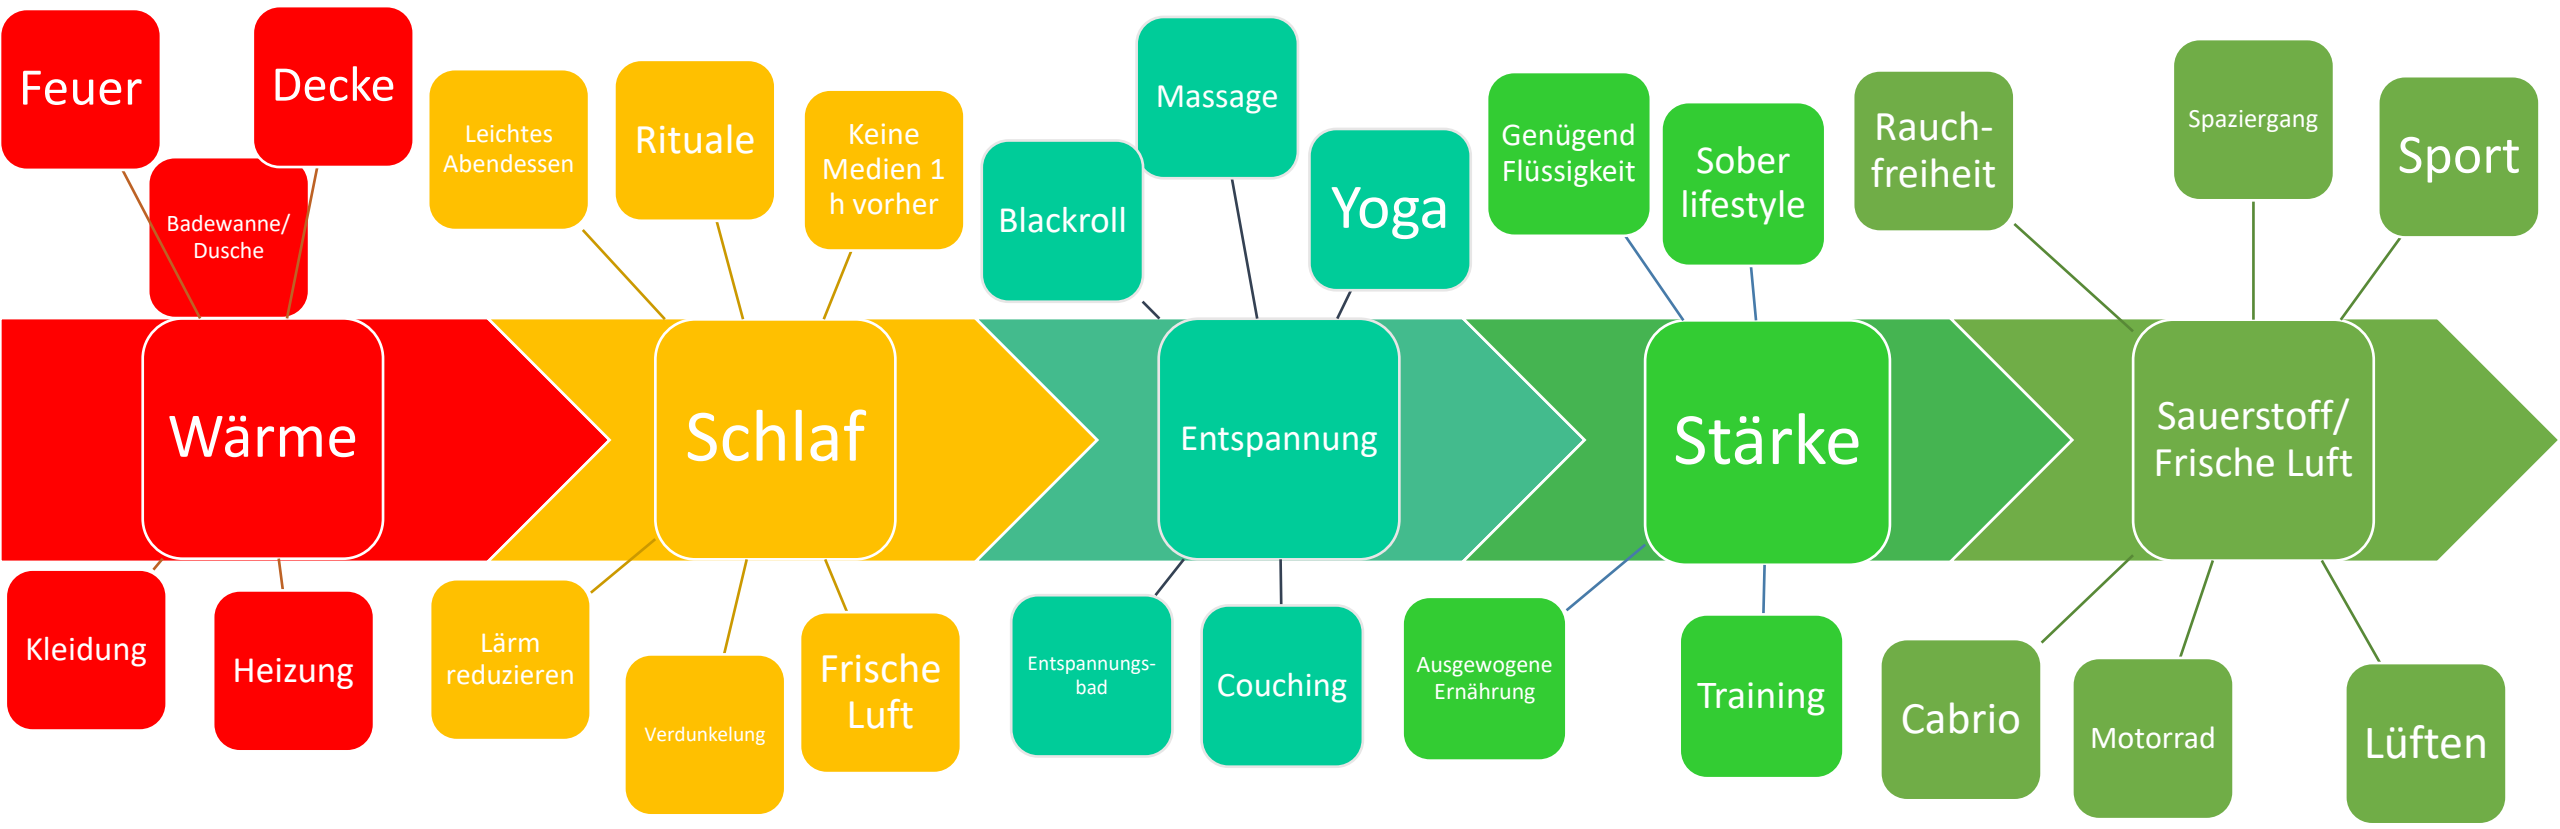 Feuer
Decke
Badewanne/
Dusche
Wärme
Kleidung
Heizung
Leichtes
Abendessen
Rituale
Keine
Medien 1
h vorher
Schlaf
Lärm
reduzieren
Verdunkelung
Frische
Luft
Blackroll
Massage
Yoga
Entspannung
Entspannungs-
bad
Couching
Genügend
Flüssigkeit
Sober
lifestyle
Stärke
Ausgewogene
Ernährung
Training
Rauch-
freiheit
Spaziergang
Sport
Sauerstoff/
Frische Luft
Cabrio
Motorrad
Lüften